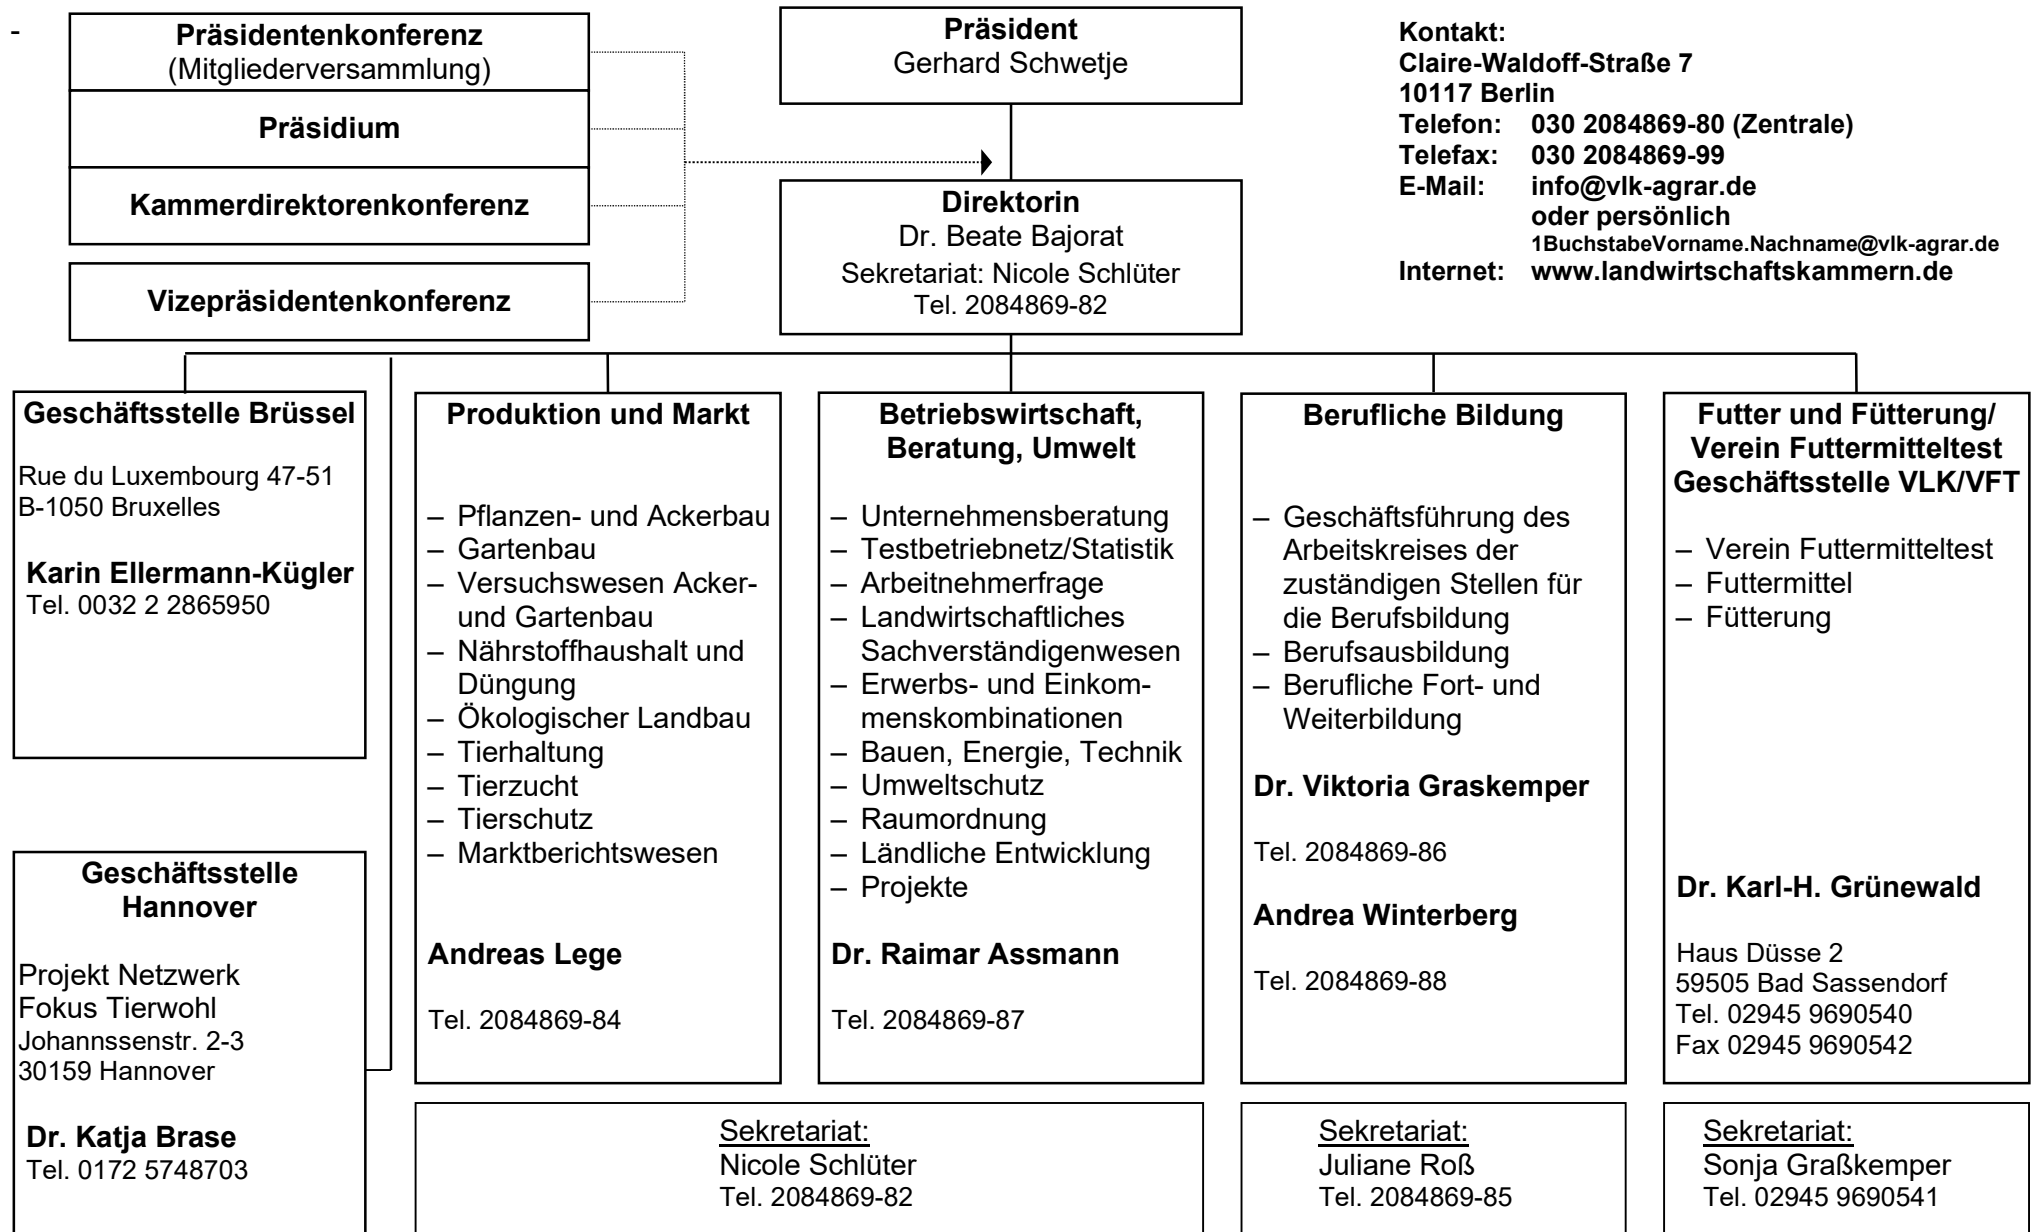 -
Präsidentenkonferenz
(Mitgliederversammlung)
Präsidium
Kammerdirektorenkonferenz
Vizepräsidentenkonferenz
Präsident
Gerhard Schwetje
Direktorin
Dr. Beate Bajorat
Sekretariat: Nicole Schlüter
Tel. 2084869-82
Kontakt:
Claire-Waldoff-Straße 7
10117 Berlin
Telefon: 030 2084869-80 (Zentrale)
Telefax: 030 2084869-99
E-Mail: info@vlk-agrar.de
oder persönlich
1BuchstabeVorname.Nachname@vlk-agrar.de
Internet: www.landwirtschaftskammern.de
Geschäftsstelle Brüssel
Rue du Luxembourg 47-51
B-1050 Bruxelles
Karin Ellermann-Kügler
Tel. 0032 2 2865950
Geschäftsstelle
Hannover
Projekt Netzwerk
Fokus Tierwohl
Johannssenstr. 2-3
30159 Hannover
Dr. Katja Brase
Tel. 0172 5748703
Produktion und Markt
– Pflanzen- und Ackerbau
– Gartenbau
– Versuchswesen Acker-
und Gartenbau
– Nährstoffhaushalt und
Düngung
– Ökologischer Landbau
– Tierhaltung
– Tierzucht
– Tierschutz
– Marktberichtswesen
Andreas Lege
Tel. 2084869-84
Betriebswirtschaft,
Beratung, Umwelt
– Unternehmensberatung
– Testbetriebnetz/Statistik
– Arbeitnehmerfrage
– Landwirtschaftliches
Sachverständigenwesen
– Erwerbs- und Einkom-
menskombinationen
– Bauen, Energie, Technik
– Umweltschutz
– Raumordnung
– Ländliche Entwicklung
– Projekte
Dr. Raimar Assmann
Tel. 2084869-87
Berufliche Bildung
– Geschäftsführung des
Arbeitskreises der
zuständigen Stellen für
die Berufsbildung
– Berufsausbildung
– Berufliche Fort- und
Weiterbildung
Dr. Viktoria Graskemper
Tel. 2084869-86
Andrea Winterberg
Tel. 2084869-88
Futter und Fütterung/
Verein Futtermitteltest
Geschäftsstelle VLK/VFT
– Verein Futtermitteltest
– Futtermittel
– Fütterung
Dr. Karl-H. Grünewald
Haus Düsse 2
59505 Bad Sassendorf
Tel. 02945 9690540
Fax 02945 9690542
Sekretariat:
Nicole Schlüter
Tel. 2084869-82
Sekretariat:
Juliane Roß
Tel. 2084869-85
Sekretariat:
Sonja Graßkemper
Tel. 02945 9690541